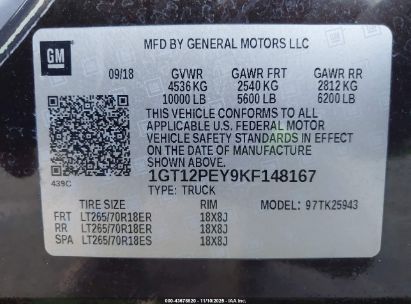 GM
MFD BY GENERAL MOTORS LLC
09/18 GVWR GAWR FRT GAWR RR
4536 KG 2540 KG 2812 KG
10000 LB 5600 LB 6200 LB
THIS VEHICLE CONFORMS TO ALL
APPLICABLE U.S. FEDERAL MOTOR
VEHICLE SAFETY STANDARDS IN EFFECT
ON THE DATE OF MANUFACTURE
SHOWN ABOVE.
439C
1GT12PEY9KF148167
TYPE: TRUCK
TIRE SIZE RIM MODEL: 97TK25943
FRT LT265/70R18ER 18X8J
RR LT265/70R18ER 18X8J
SPA LT265/70R18ES 18X8J